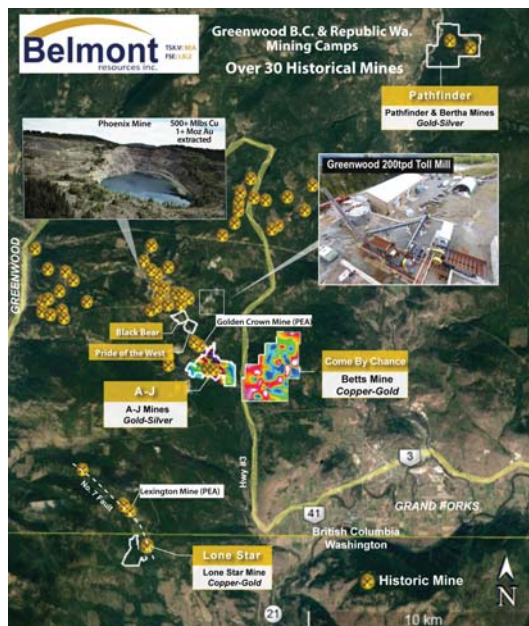 Belmont
resources inc.
TSX.V: BEA
FSE:
Greenwood B.C. & Republic Wa.
Mining Camps
Over 30 Historical Mines
Pathfinder
Pathfinder & Bertha Mines
Gold-Silver
Phoenix Mine
500+ Mlbs Cu
1+ Moz Au
extracted
Greenwood 200tpd Toll Mill
GREENWOOD
Black Bear
Golden Crown Mine (PEA)
Pride of the West
Come By Chance
Betts Mine
Copper-Gold
A-J
A-J Mines
Gold-Silver
Hwy #3
3
Lexington Mine (PEA)
No. 7 Fault
GRAND FORKS
41
British Columbia
Washington
Lone Star
Lone Star Mine
Copper-Gold
Historic Mine
N
21
10 km